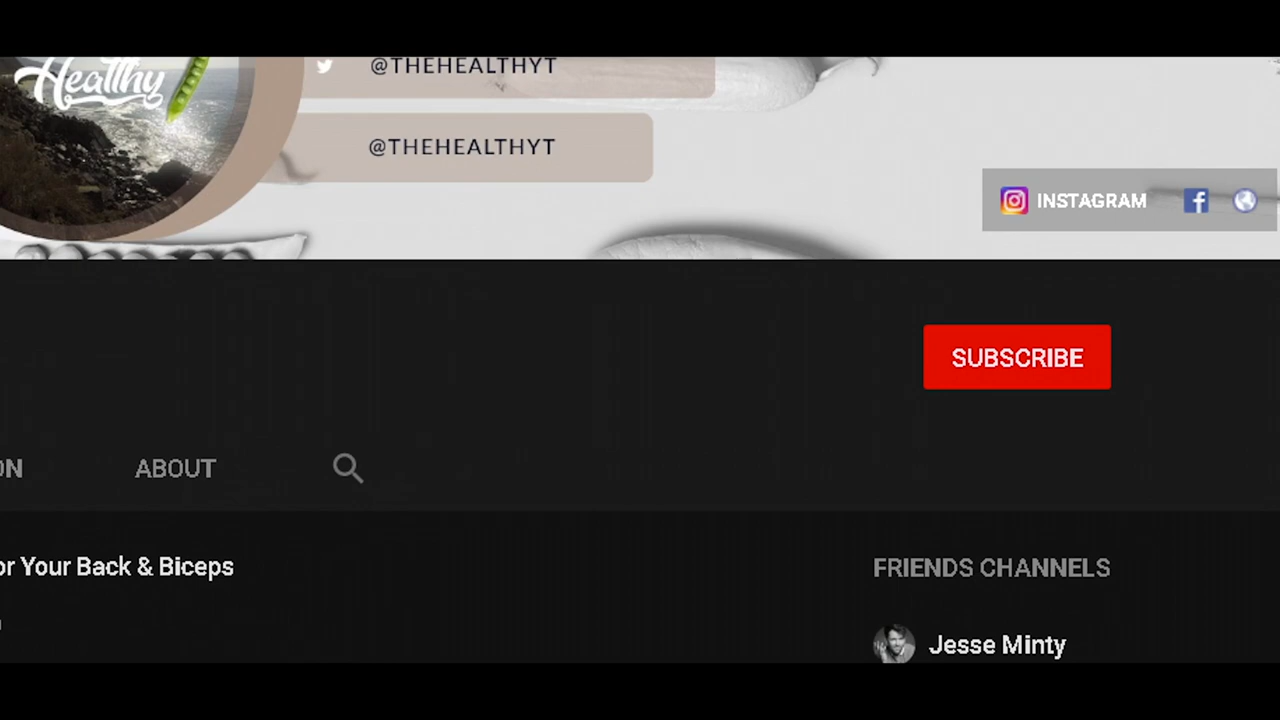 Healthy
@THEHEALTHYT
@THEHEALTHYT
INSTAGRAM
SUBSCRIBE
ON
ABOUT
or Your Back & Biceps
FRIENDS CHANNELS
Jesse Minty